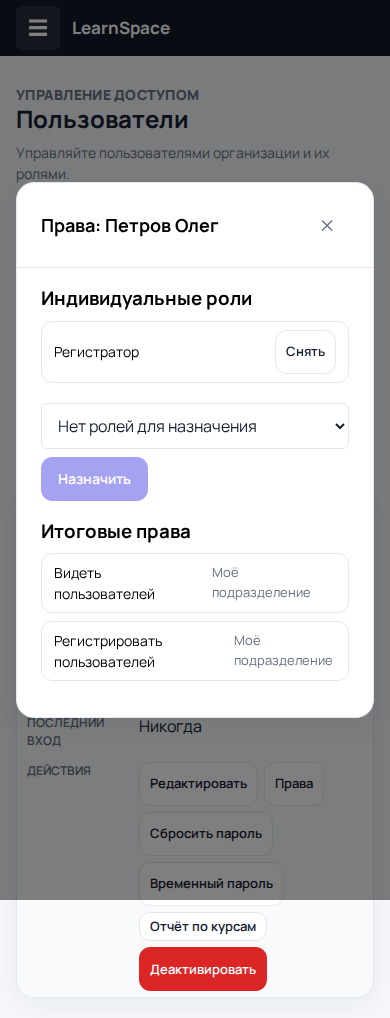 LearnSpace
УПРАВЛЕНИЕ ДОСТУПОМ
Пользователи
Управляйте пользователями организации и их
ролями.
Права: Петров Олег
Индивидуальные роли
Регистратор
Снять
Нет ролей для назначения
Назначить
Итоговые права
Видеть
пользователей
Моё
подразделение
Регистрировать
пользователей
Моё
подразделение
ПОСЛЕДНИЙ
ВХОД
Никогда
ДЕЙСТВИЯ
Редактировать
Права
Сбросить пароль
Временный пароль
Отчёт по курсам
Деактивировать